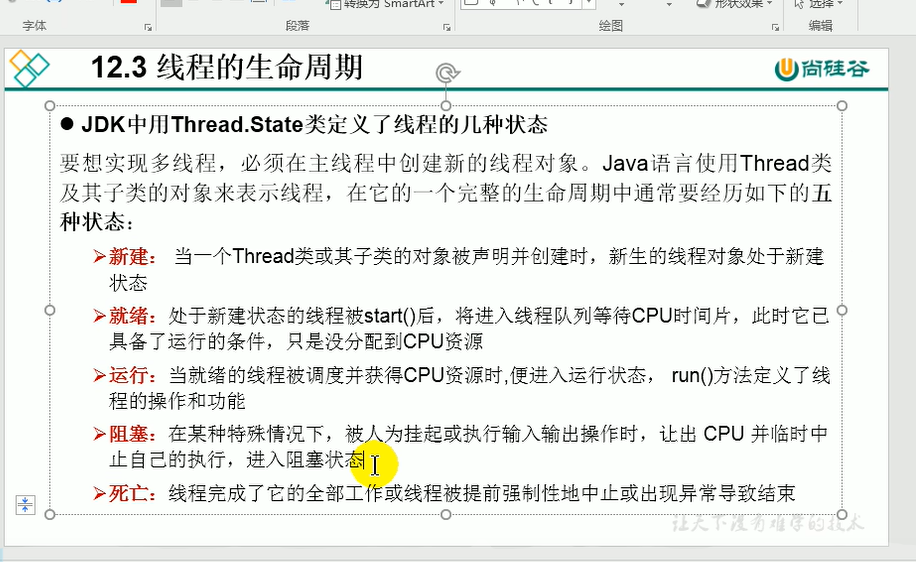 转换为 SmartArt
形状效果
选择
字体
段落
绘图
编辑
12.3 线程的生命周期
尚硅谷
● JDK中用Thread.State类定义了线程的几种状态
要想实现多线程，必须在主线程中创建新的线程对象。Java语言使用Thread类
及其子类的对象来表示线程，在它的一个完整的生命周期中通常要经历如下的五
种状态：
➢新建： 当一个Thread类或其子类的对象被声明并创建时，新生的线程对象处于新建
状态
➢就绪：处于新建状态的线程被start()后，将进入线程队列等待CPU时间片，此时它已
具备了运行的条件，只是没分配到CPU资源
➢运行：当就绪的线程被调度并获得CPU资源时,便进入运行状态， run()方法定义了线
程的操作和功能
➢阻塞：在某种特殊情况下，被人为挂起或执行输入输出操作时，让出 CPU 并临时中
止自己的执行，进入阻塞状态
➢死亡：线程完成了它的全部工作或线程被提前强制性地中止或出现异常导致结束
让天下没有难学的技术